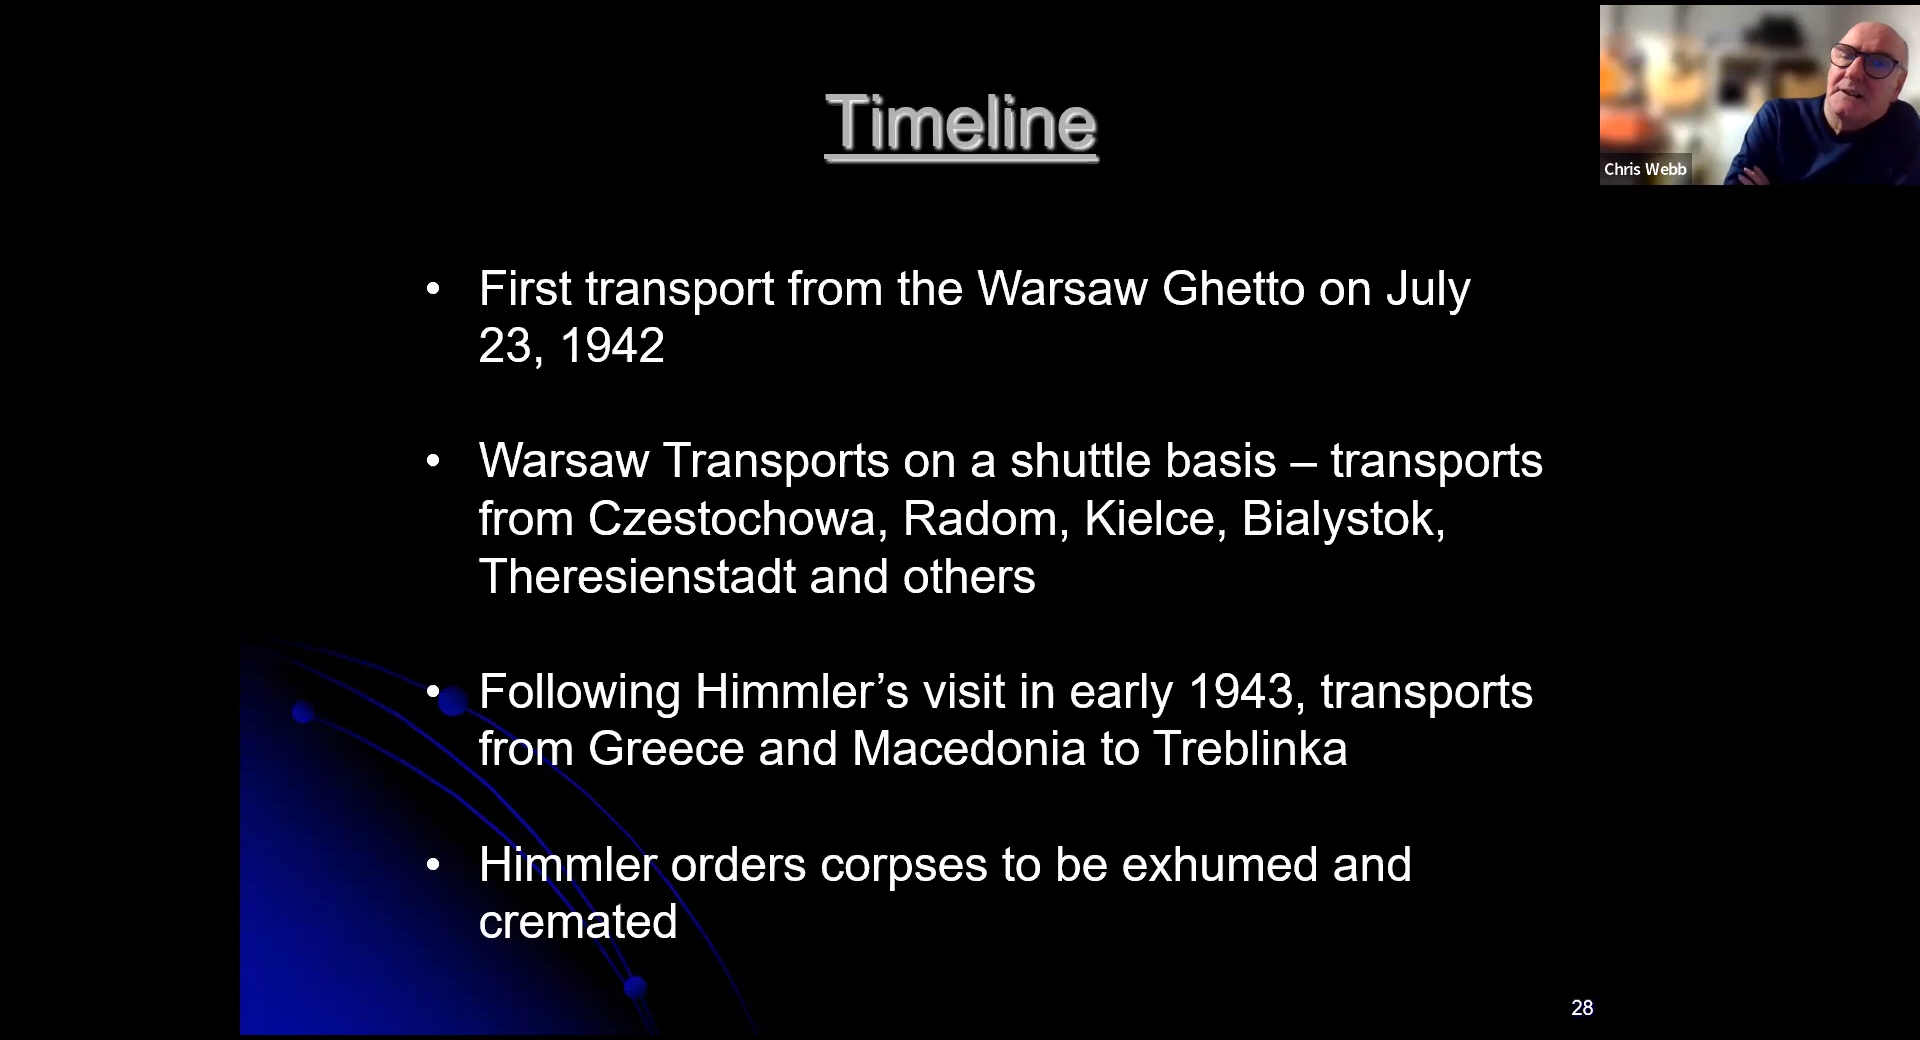 Timeline
Chris Webb
• First transport from the Warsaw Ghetto on July
23, 1942
• Warsaw Transports on a shuttle basis – transports
from Czestochowa, Radom, Kielce, Bialystok,
Theresienstadt and others
• Following Himmler’s visit in early 1943, transports
from Greece and Macedonia to Treblinka
• Himmler orders corpses to be exhumed and
cremated
28